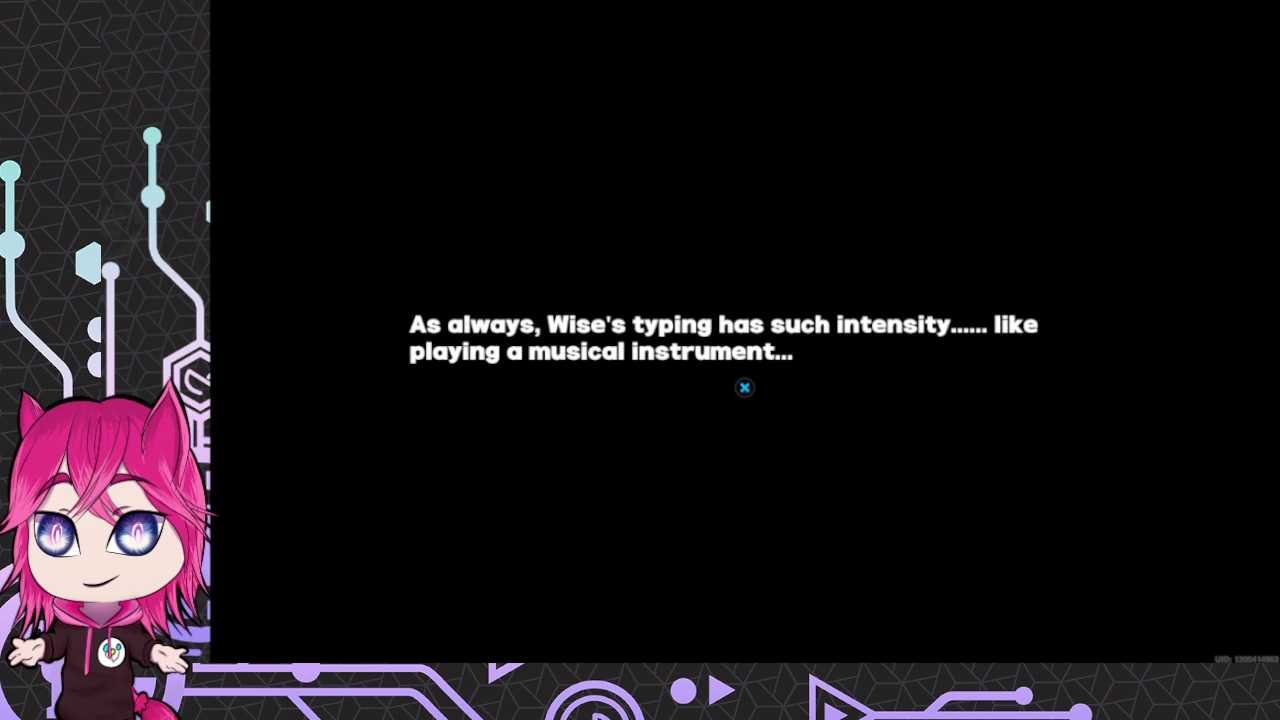 As always, Wise's typing has such intensity...... like
playing a musical instrument...